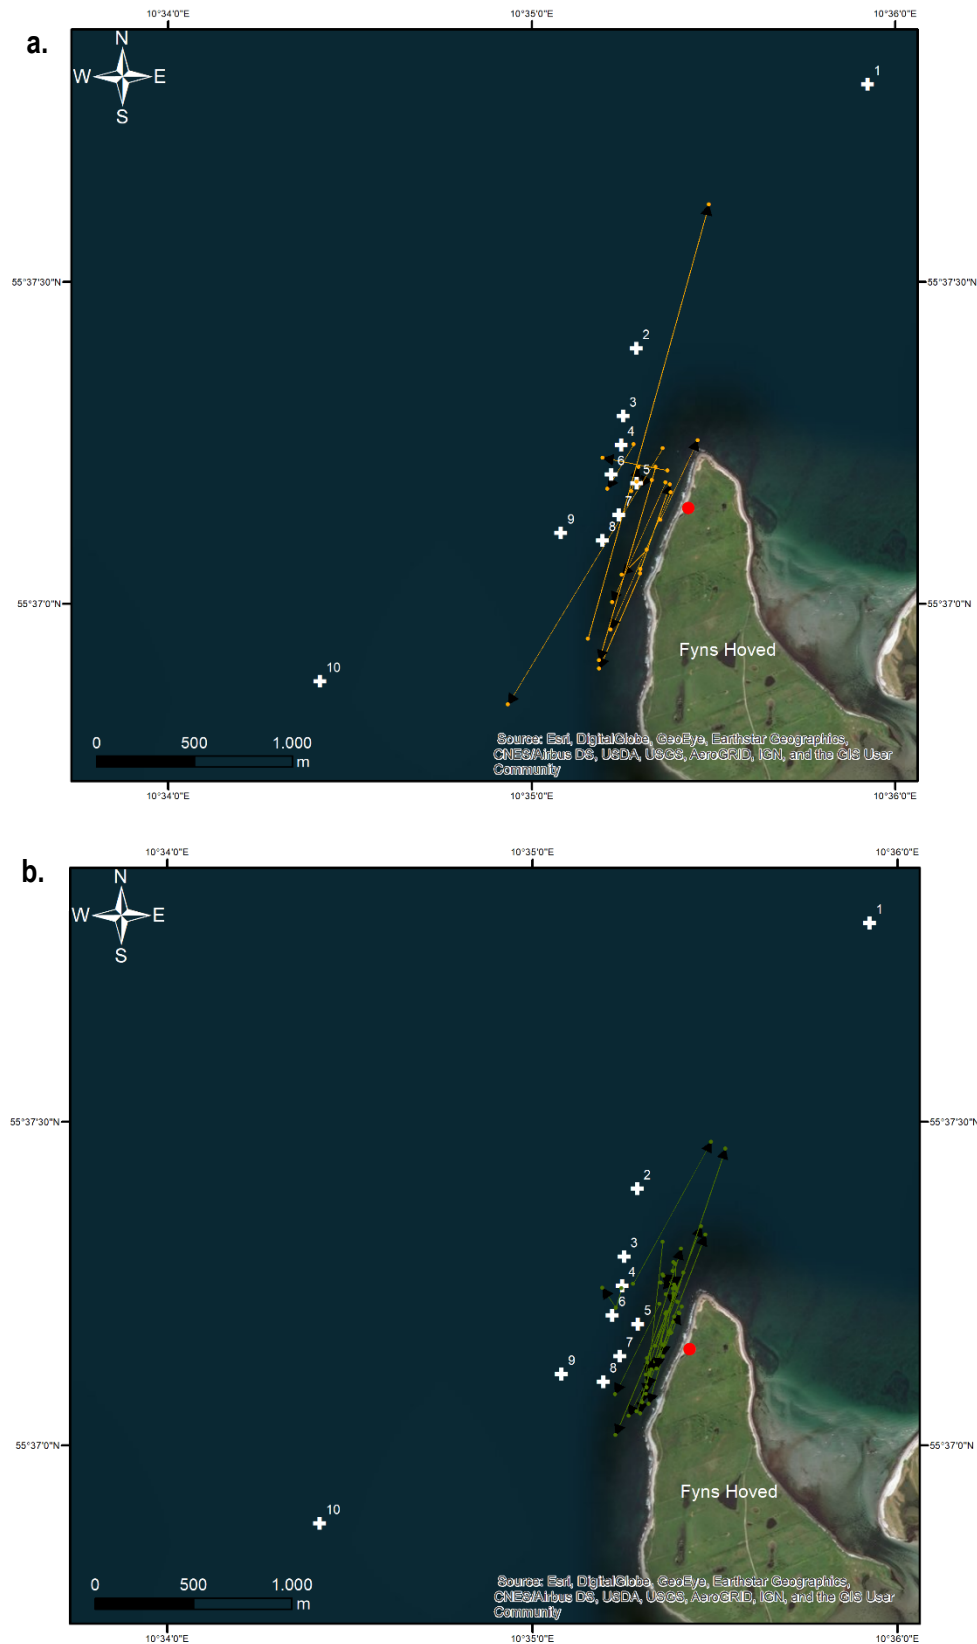 a.
10°34'0"E 10°35'0"E 10°36'0"E
N
W E
S
1
55°37'30"N 55°37'30"N
2
3
4
6
5
7
9
8
55°37'0"N 55°37'0"N
Fyns Hoved
10
0 500 1.000
m
Source: Esri, DigitalGlobe, GeoEye, Earthstar Geographics,
CNES/Airbus DS, USDA, USGS, AeroGRID, IGN, and the GIS User
Community
10°34'0"E 10°35'0"E 10°36'0"E
b.
10°34'0"E 10°35'0"E 10°36'0"E
N
W E
S
1
55°37'30"N 55°37'30"N
2
3
4
6
5
7
9
8
55°37'0"N 55°37'0"N
Fyns Hoved
10
0 500 1.000
m
Source: Esri, DigitalGlobe, GeoEye, Earthstar Geographics,
CNES/Airbus DS, USDA, USGS, AeroGRID, IGN, and the GIS User
Community
10°34'0"E 10°35'0"E 10°36'0"E